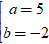 a = 5
b = −2